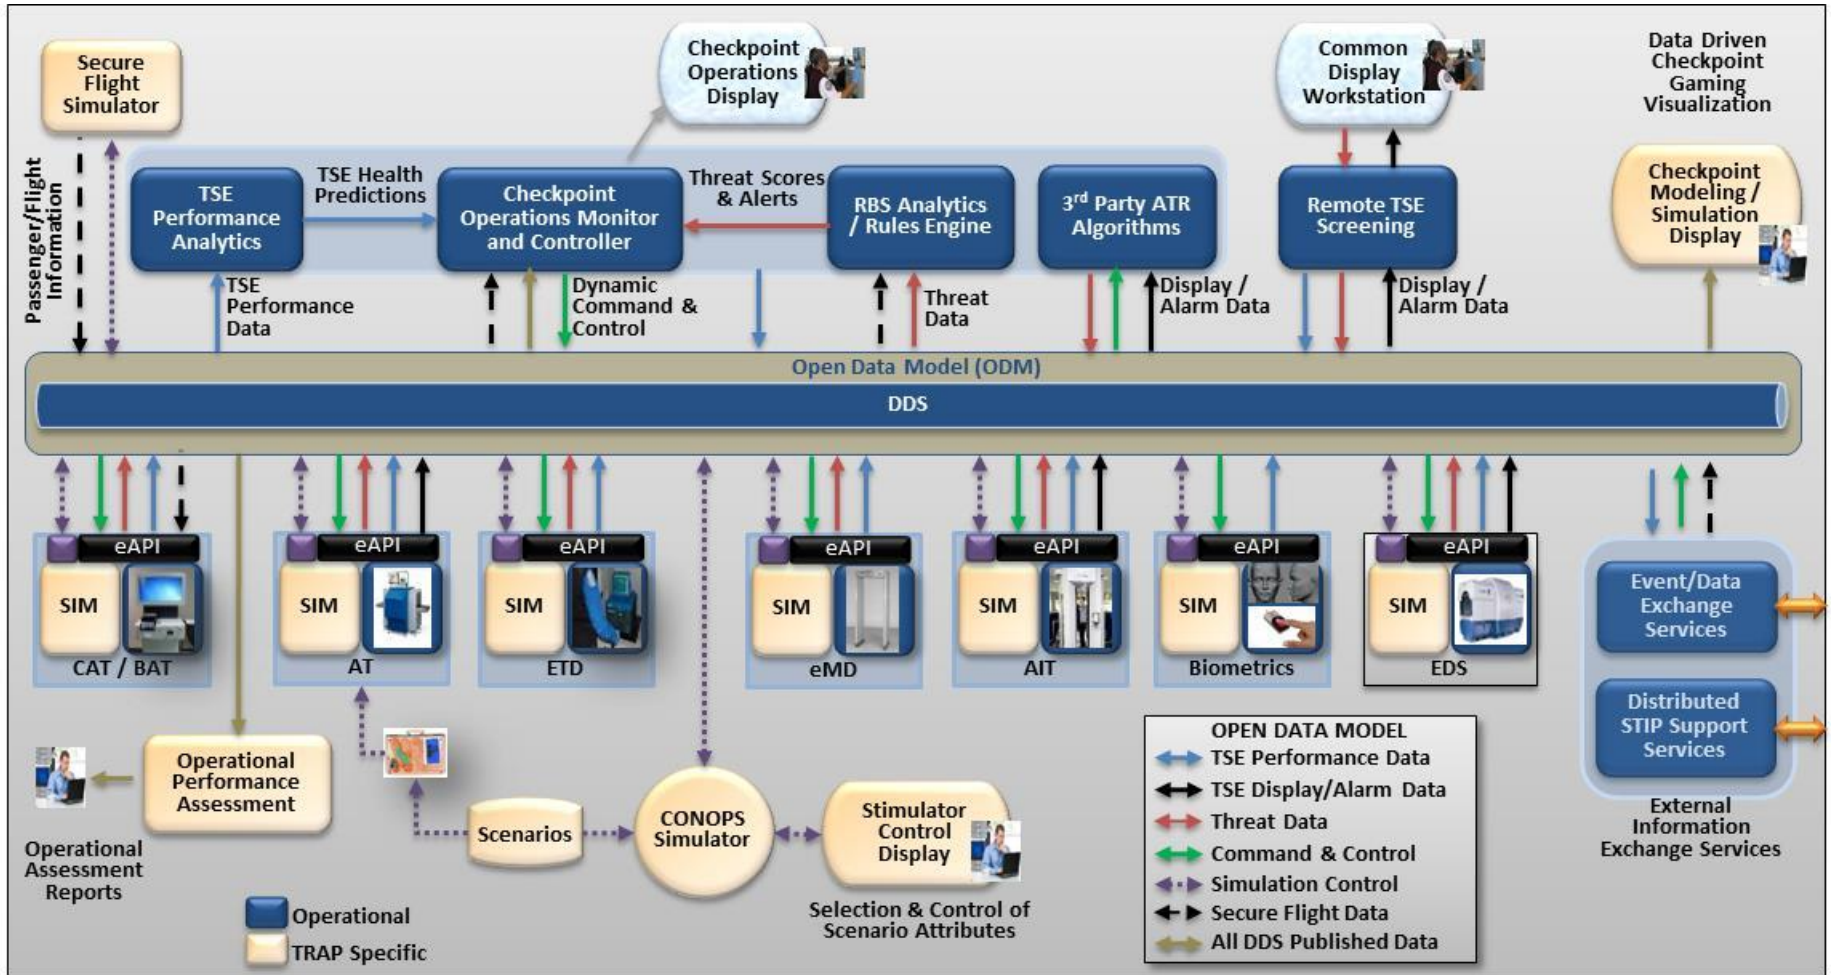 Secure
Flight
Simulator
Checkpoint
Operations
Display
Common
Display
Workstation
Data Driven
Checkpoint
Gaming
Visualization
Passenger/Flight
Information
TSE
Performance
Analytics
TSE Health
Predictions
Checkpoint
Operations Monitor
and Controller
Threat Scores
& Alerts
RBS Analytics
/ Rules Engine
3rd Party ATR
Algorithms
Remote TSE
Screening
Checkpoint
Modeling /
Simulation
Display
TSE
Performance
Data
Dynamic
Command &
Control
Threat
Data
Display /
Alarm Data
Display /
Alarm Data
Open Data Model (ODM)
DDS
eAPI
SIM
CAT / BAT
eAPI
SIM
AT
eAPI
SIM
ETD
eAPI
SIM
eMD
eAPI
SIM
AIT
eAPI
SIM
Biometrics
eAPI
SIM
EDS
Event/Data
Exchange
Services
Distributed
STIP Support
Services
External
Information
Exchange Services
Operational
Performance
Assessment
Operational
Assessment
Reports
Scenarios
CONOPS
Simulator
Stimulator
Control
Display
Selection & Control of
Scenario Attributes
OPEN DATA MODEL
TSE Performance Data
TSE Display/Alarm Data
Threat Data
Command & Control
Simulation Control
Secure Flight Data
All DDS Published Data
Operational
TRAP Specific